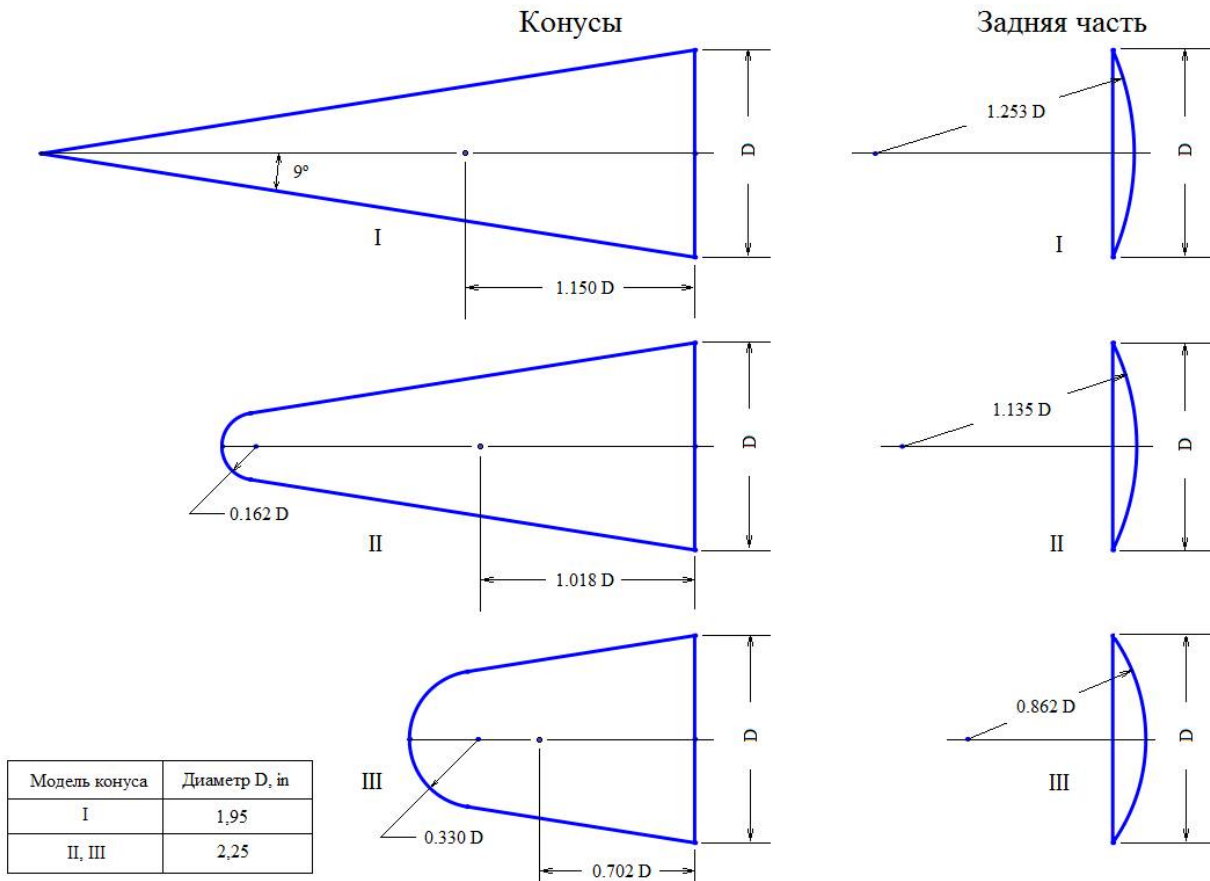 Конусы
Задняя часть
9°
D
I
1.150 D
1.253 D
D
I
0.162 D
D
II
1.018 D
1.135 D
D
II
0.330 D
D
III
0.702 D
0.862 D
D
III
Модель конуса Диаметр D, in
I 1,95
II, III 2,25